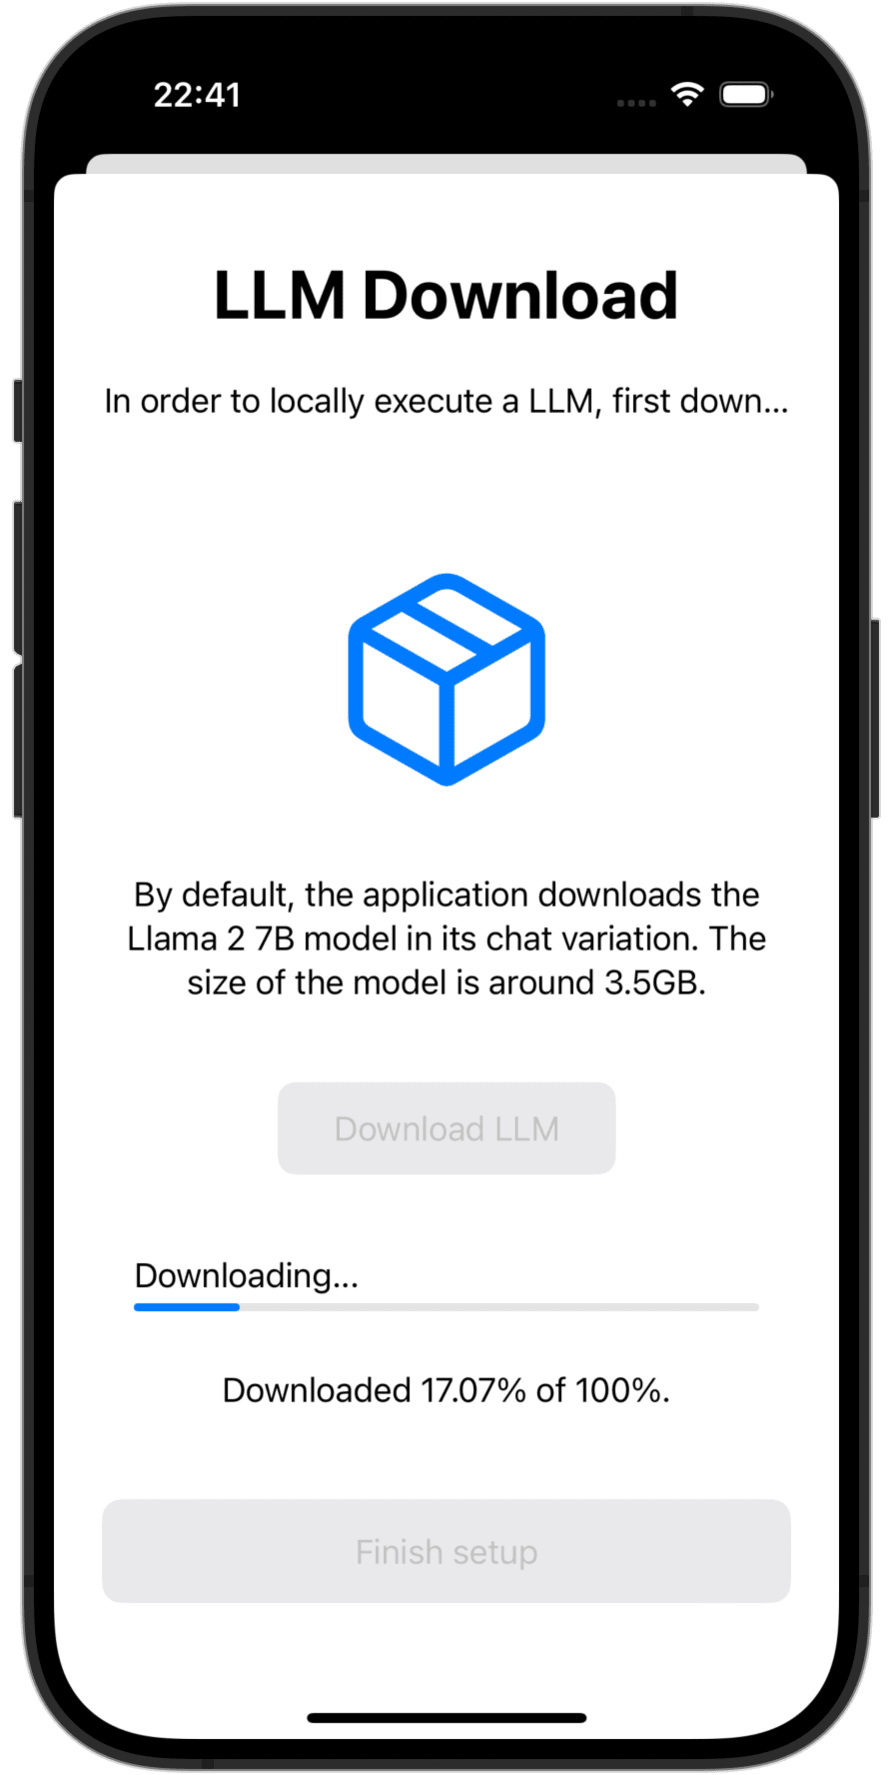 22:41
LLM Download
In order to locally execute a LLM, first down...
By default, the application downloads the
Llama 2 7B model in its chat variation. The
size of the model is around 3.5GB.
Download LLM
Downloading...
Downloaded 17.07% of 100%.
Finish setup